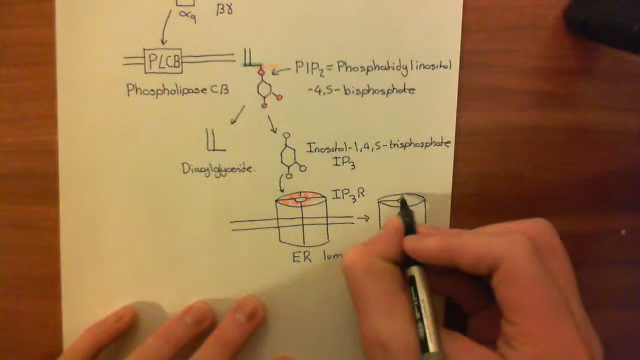 αq βγ
PLCβ
PIP2 = Phosphatidylinositol
-4,5-bisphosphate
Phospholipase Cβ
Inositol-1,4,5-trisphosphate
IP3
Diacylglyceride
IP3R
ER lum